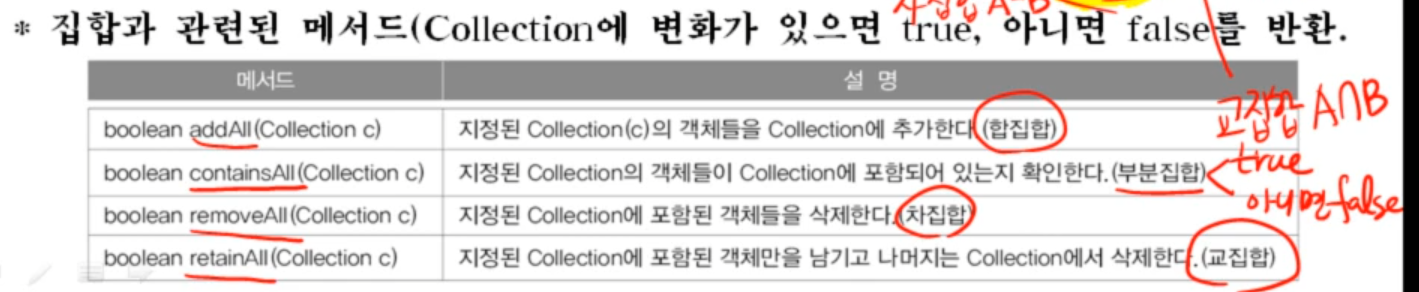 차집합 A-B
* 집합과 관련된 메서드(Collection에 변화가 있으면 true, 아니면 false를 반환.
메서드 설 명
boolean addAll(Collection c) 지정된 Collection(c)의 객체들을 Collection에 추가한다.(합집합)
교집합 A∩B
boolean containsAll(Collection c) 지정된 Collection의 객체들이 Collection에 포함되어 있는지 확인한다.(부분집합)
true
아니면 false
boolean removeAll(Collection c) 지정된 Collection에 포함된 객체들을 삭제한다.(차집합)
boolean retainAll(Collection c) 지정된 Collection에 포함된 객체만을 남기고 나머지는 Collection에서 삭제한다.(교집합)